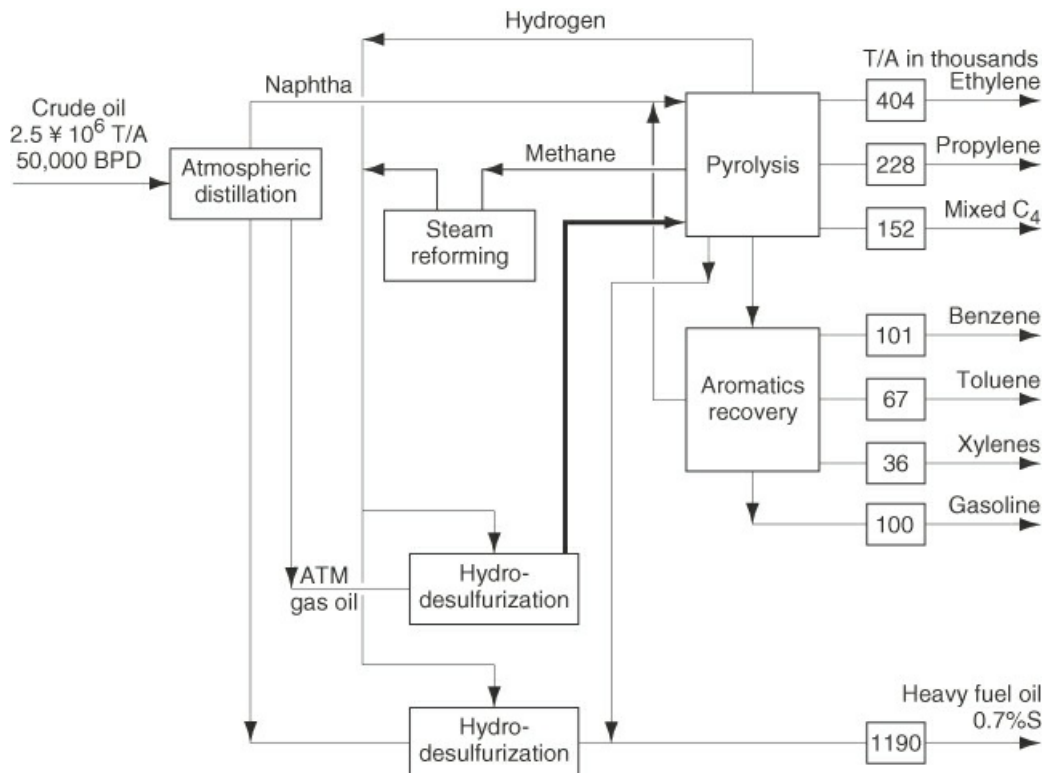 Hydrogen
T/A in thousands
Naphtha
Ethylene
404
Crude oil
2.5 ¥ 10⁶ T/A
50,000 BPD
Atmospheric
distillation
Methane
Pyrolysis
Propylene
228
Mixed C₄
152
Steam
reforming
Benzene
101
Aromatics
recovery
Toluene
67
Xylenes
36
Gasoline
100
ATM
gas oil
Hydro-
desulfurization
Hydro-
desulfurization
Heavy fuel oil
0.7%S
1190